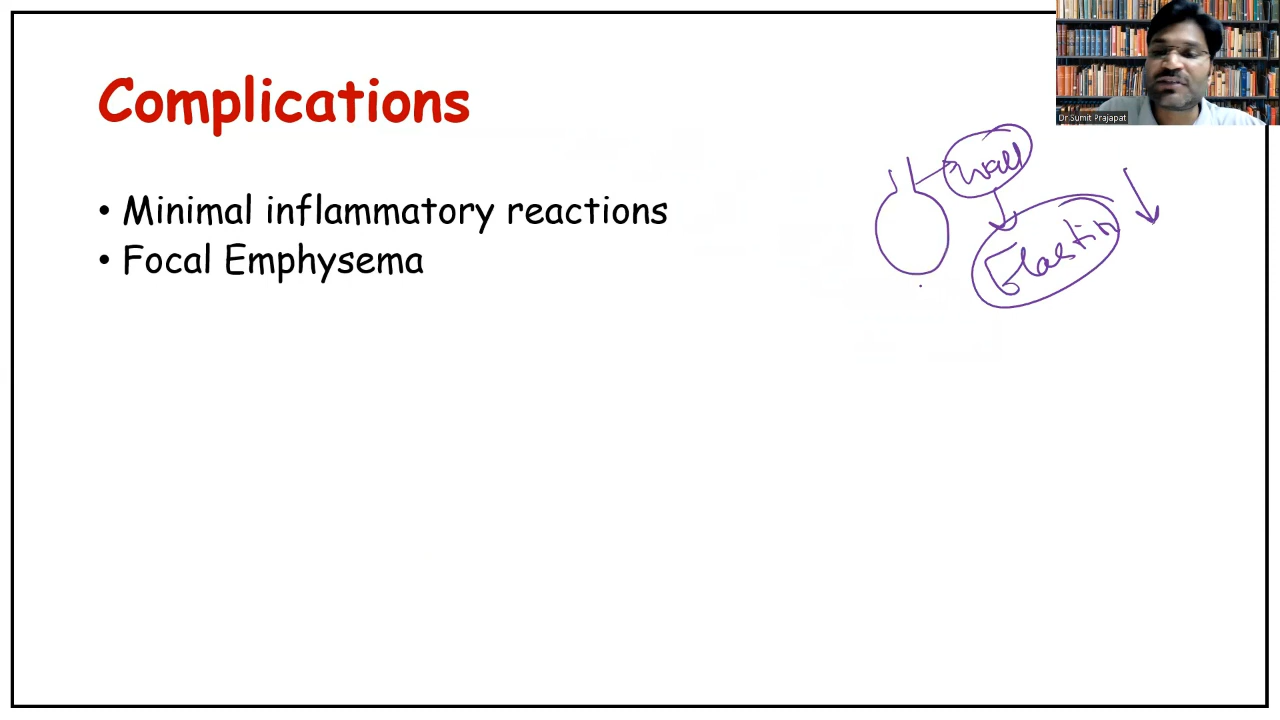 Complications
• Minimal inflammatory reactions
• Focal Emphysema
wall
Elastin
Dr.Sumit Prajapat